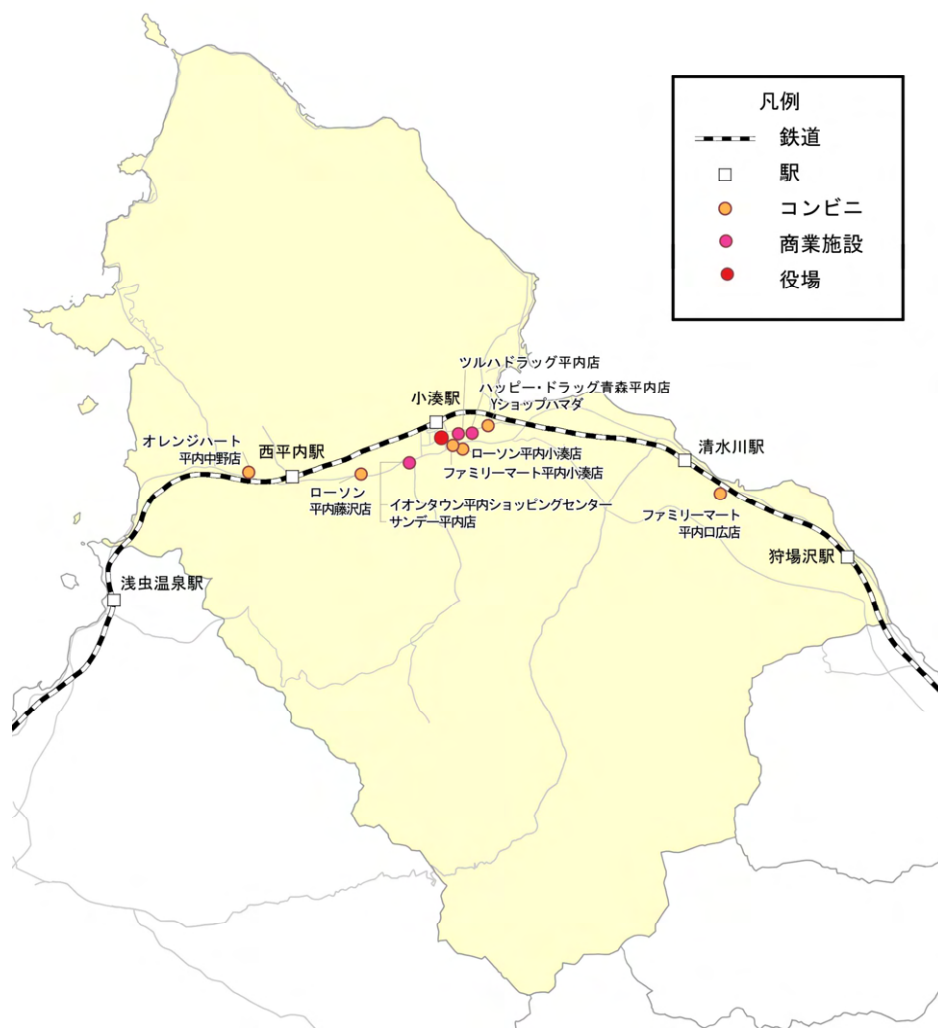 凡例
鉄道
駅
コンビニ
商業施設
役場
ツルハドラッグ平内店
ハッピー・ドラッグ青森平内店
Yショップハマダ
小湊駅
オレンジハート
平内中野店
西平内駅
ローソン平内小湊店
ファミリーマート平内小湊店
清水川駅
ローソン
平内藤沢店
イオンタウン平内ショッピングセンター
サンデー平内店
ファミリーマート
平内口広店
狩場沢駅
浅虫温泉駅